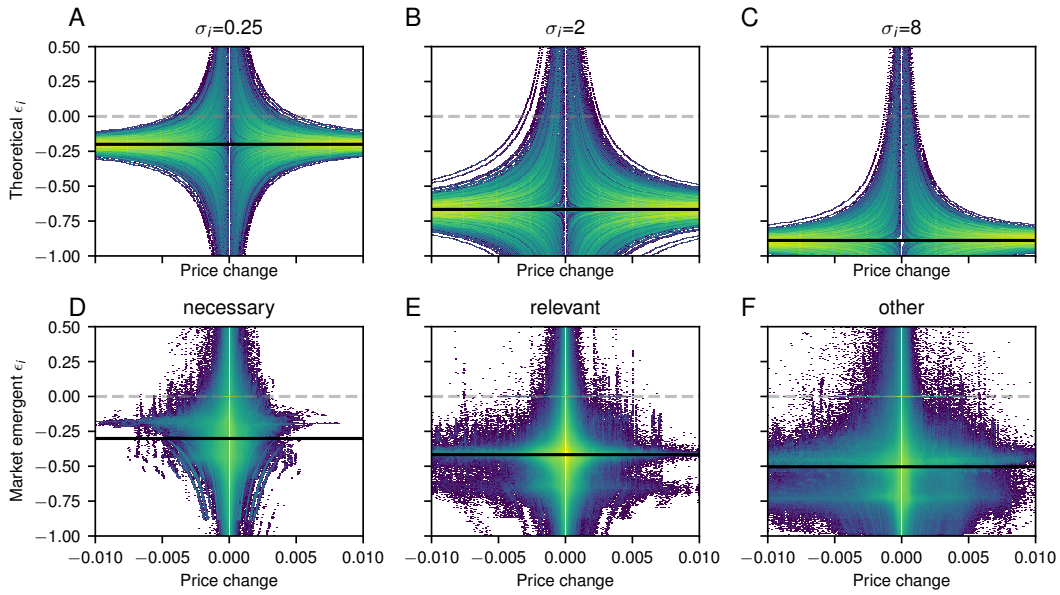 A
B
C
σᵢ=0.25
σᵢ=2
σᵢ=8
Theoretical ϵᵢ
0.50
0.25
0.00
−0.25
−0.50
−0.75
−1.00
Price change
Price change
Price change
D
E
F
necessary
relevant
other
Market emergent ϵᵢ
0.50
0.25
0.00
−0.25
−0.50
−0.75
−1.00
−0.010 −0.005 0.000 0.005 0.010
−0.010 −0.005 0.000 0.005 0.010
−0.010 −0.005 0.000 0.005 0.010
Price change
Price change
Price change